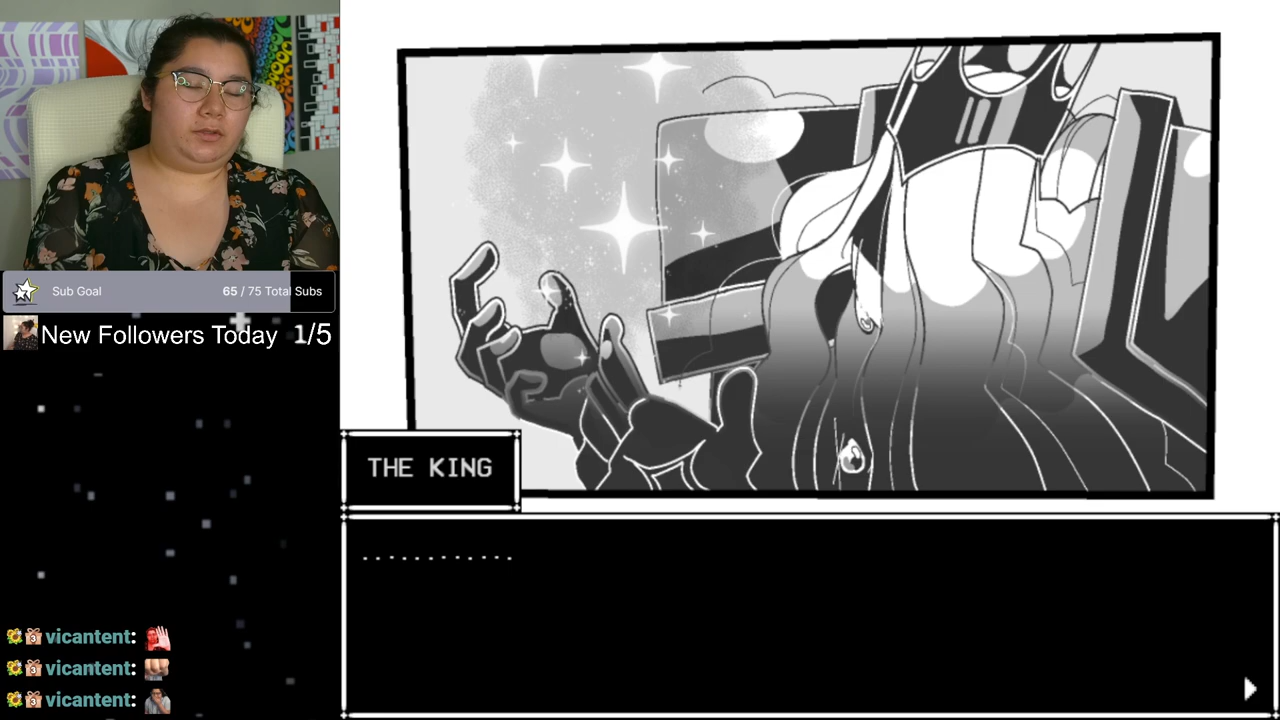 Sub Goal 65 / 75 Total Subs
New Followers Today 1/5
THE KING
............
vicantent:
vicantent:
vicantent: